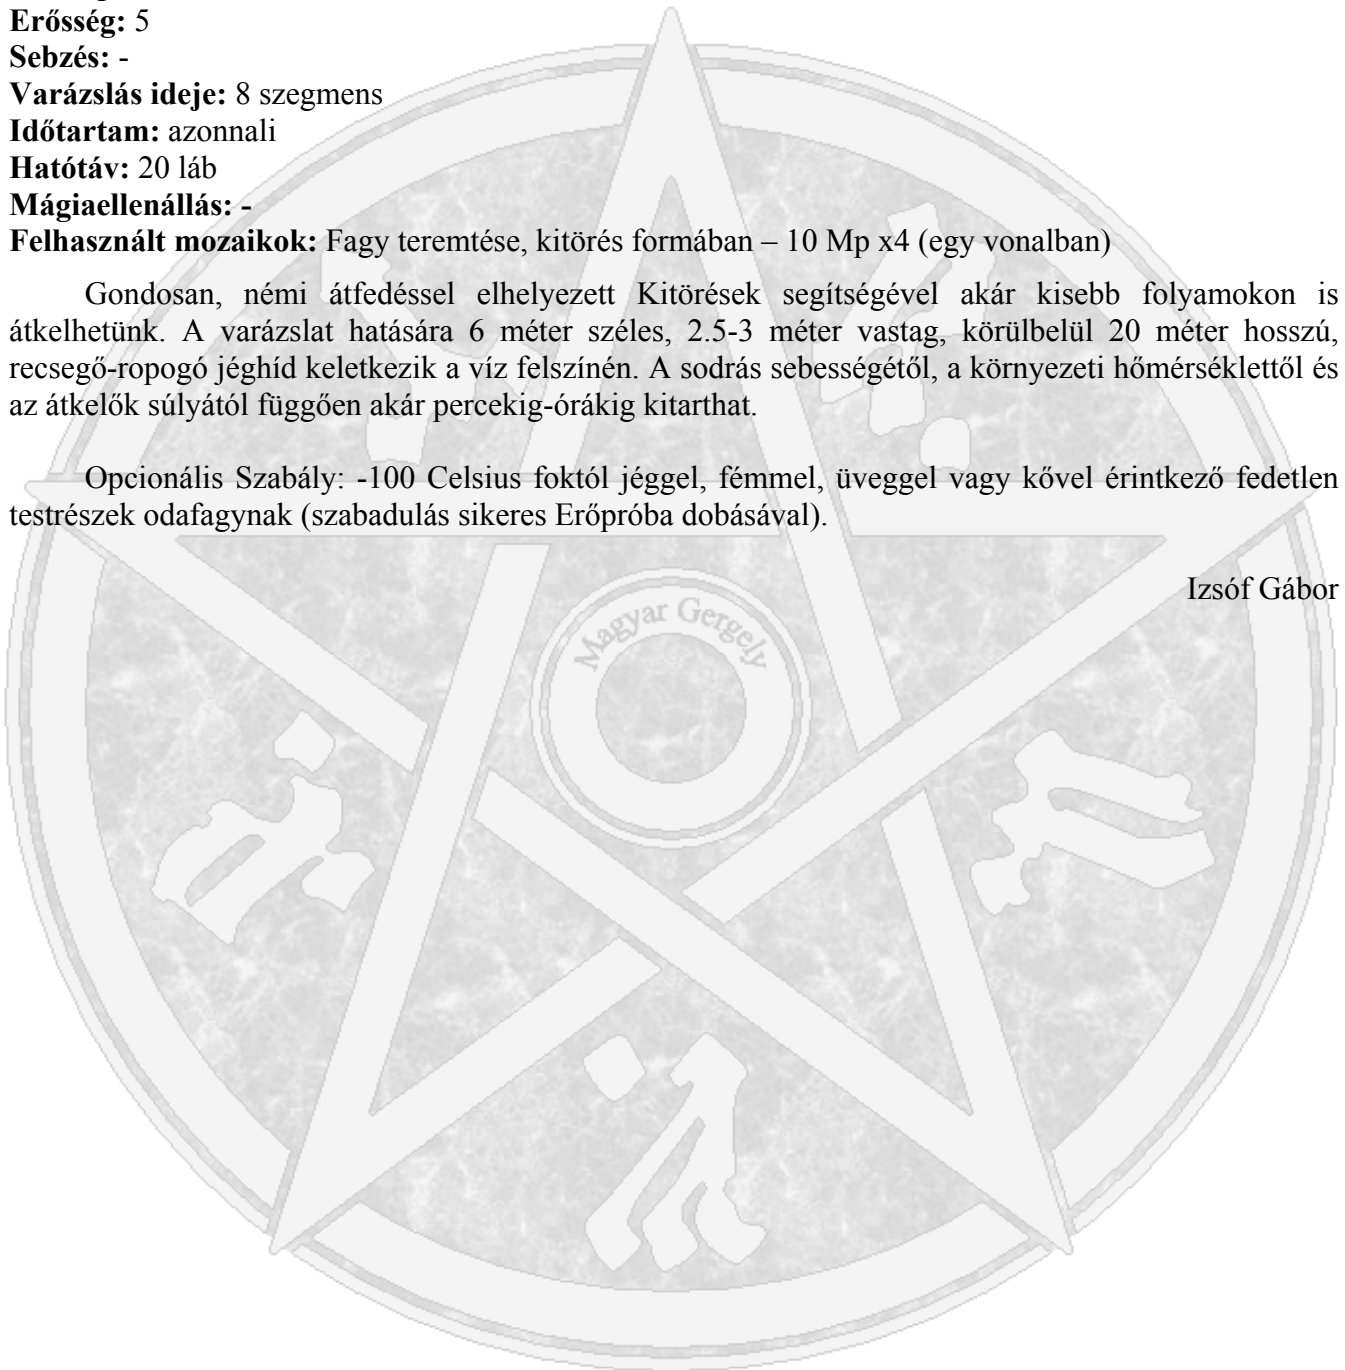 Erősség: 5
Sebzés: -
Varázslás ideje: 8 szegmens
Időtartam: azonnali
Hatótáv: 20 láb
Mágiaellenállás: -
Felhasznált mozaikok: Fagy teremtése, kitörés formában – 10 Mp x4 (egy vonalban)
Gondosan, némi átfedéssel elhelyezett Kitörések segítségével akár kisebb folyamokon is
átkelhetünk. A varázslat hatására 6 méter széles, 2.5-3 méter vastag, körülbelül 20 méter hosszú,
recsegő-ropogó jéghíd keletkezik a víz felszínén. A sodrás sebességétől, a környezeti hőmérséklettől és
az átkelők súlyától függően akár percekig-órákig kitarthat.
Opcionális Szabály: -100 Celsius foktól jéggel, fémmel, üveggel vagy kővel érintkező fedetlen
testrészek odafagynak (szabadulás sikeres Erőpróba dobásával).
Izsóf Gábor
Magyar Gergely